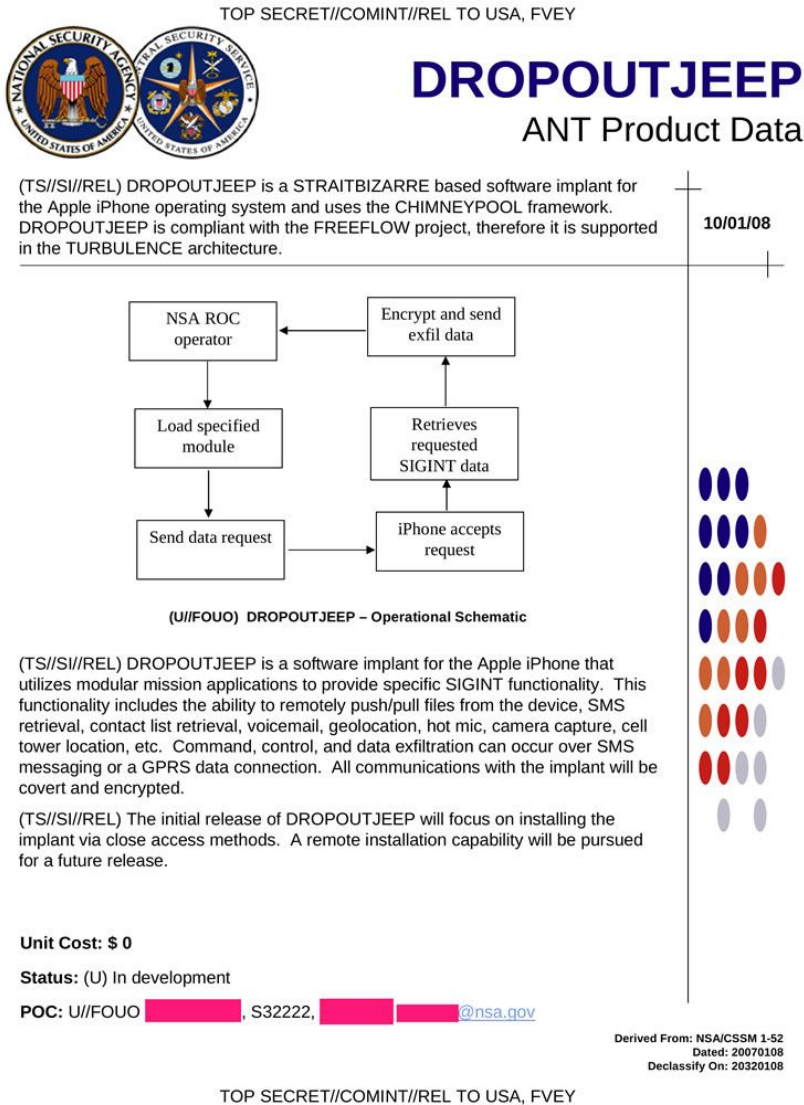 TOP SECRET//COMINT//REL TO USA, FVEY
NATIONAL SECURITY AGENCY
UNITED STATES OF AMERICA
CENTRAL SECURITY SERVICE
UNITED STATES OF AMERICA
DROPOUTJEEP
ANT Product Data
(TS//SI//REL) DROPOUTJEEP is a STRAITBIZARRE based software implant for
the Apple iPhone operating system and uses the CHIMNEYPOOL framework.
DROPOUTJEEP is compliant with the FREEFLOW project, therefore it is supported
in the TURBULENCE architecture.
10/01/08
NSA ROC
operator
Encrypt and send
exfil data
Load specified
module
Retrieves
requested
SIGINT data
Send data request
iPhone accepts
request
(U//FOUO) DROPOUTJEEP – Operational Schematic
(TS//SI//REL) DROPOUTJEEP is a software implant for the Apple iPhone that
utilizes modular mission applications to provide specific SIGINT functionality. This
functionality includes the ability to remotely push/pull files from the device, SMS
retrieval, contact list retrieval, voicemail, geolocation, hot mic, camera capture, cell
tower location, etc. Command, control, and data exfiltration can occur over SMS
messaging or a GPRS data connection. All communications with the implant will be
covert and encrypted.
(TS//SI//REL) The initial release of DROPOUTJEEP will focus on installing the
implant via close access methods. A remote installation capability will be pursued
for a future release.
Unit Cost: $ 0
Status: (U) In development
POC: U//FOUO , S32222, @nsa.gov
Derived From: NSA/CSSM 1-52
Dated: 20070108
Declassify On: 20320108
TOP SECRET//COMINT//REL TO USA, FVEY